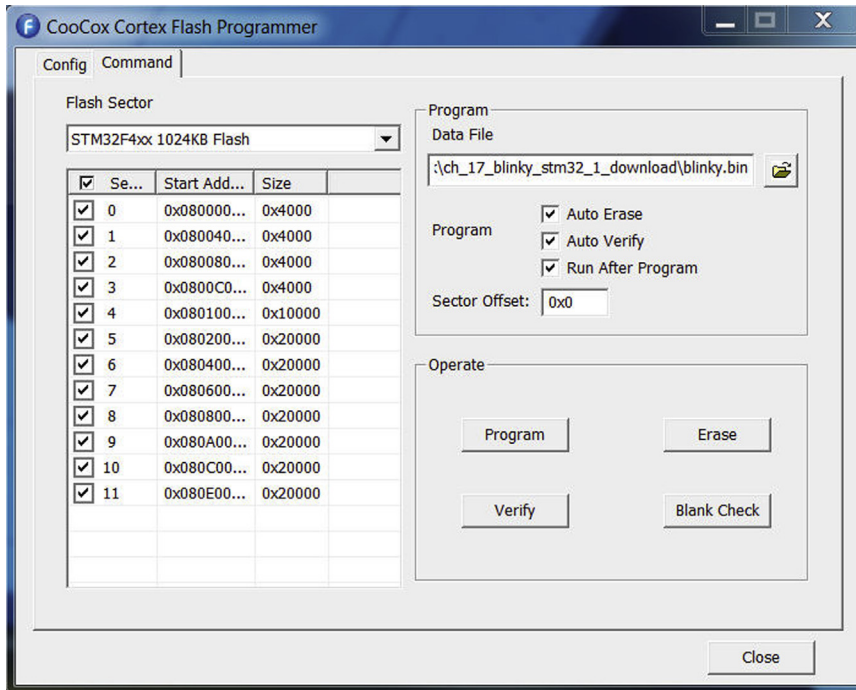 CooCox Cortex Flash Programmer
Config Command
Flash Sector
STM32F4xx 1024KB Flash
Se... Start Add... Size
0 0x080000... 0x4000
1 0x080040... 0x4000
2 0x080080... 0x4000
3 0x0800C0... 0x4000
4 0x080100... 0x10000
5 0x080200... 0x20000
6 0x080400... 0x20000
7 0x080600... 0x20000
8 0x080800... 0x20000
9 0x080A00... 0x20000
10 0x080C00... 0x20000
11 0x080E00... 0x20000
Program
Data File
:\ch_17_blinky_stm32_1_download\blinky.bin
Program
Auto Erase
Auto Verify
Run After Program
Sector Offset: 0x0
Operate
Program Erase
Verify Blank Check
Close